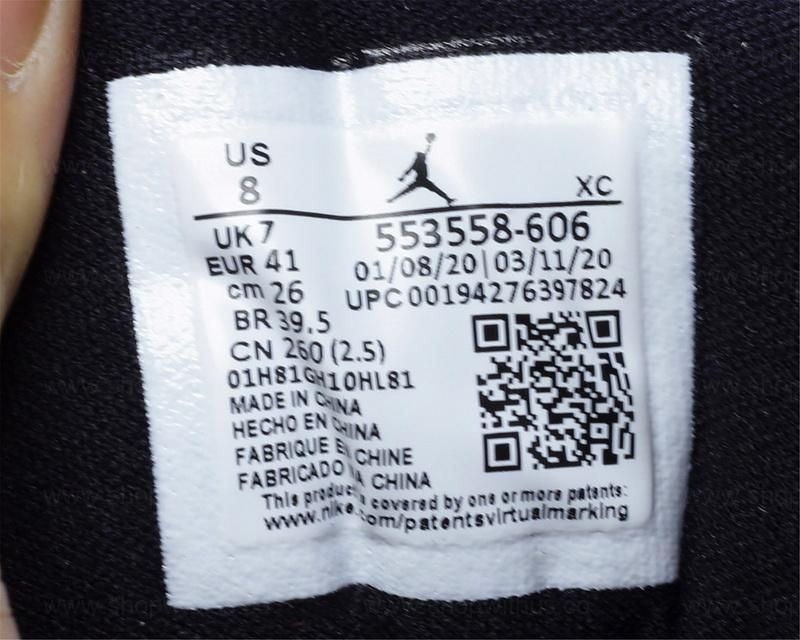 US
8
XC
UK 7
553558-606
EUR 41
01/08/20|03/11/20
cm 26
UPC 00194276397824
BR 39.5
CN 260 (2.5)
01H81GH10HL81
MADE IN CHINA
HECHO EN CHINA
FABRIQUE EN CHINE
FABRICADO NA CHINA
This product is covered by one or more patents:
www.nike.com/patentsvirtualmarking